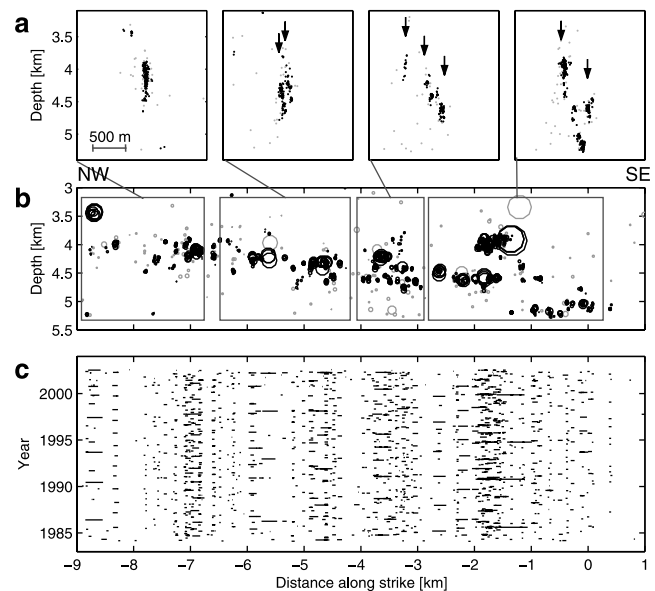 a
Depth [km]
3.5
4
4.5
5
500 m
NW
SE
b
Depth [km]
3
3.5
4
4.5
5
5.5
c
Year
2000
1995
1990
1985
−9 −8 −7 −6 −5 −4 −3 −2 −1 0 1
Distance along strike [km]